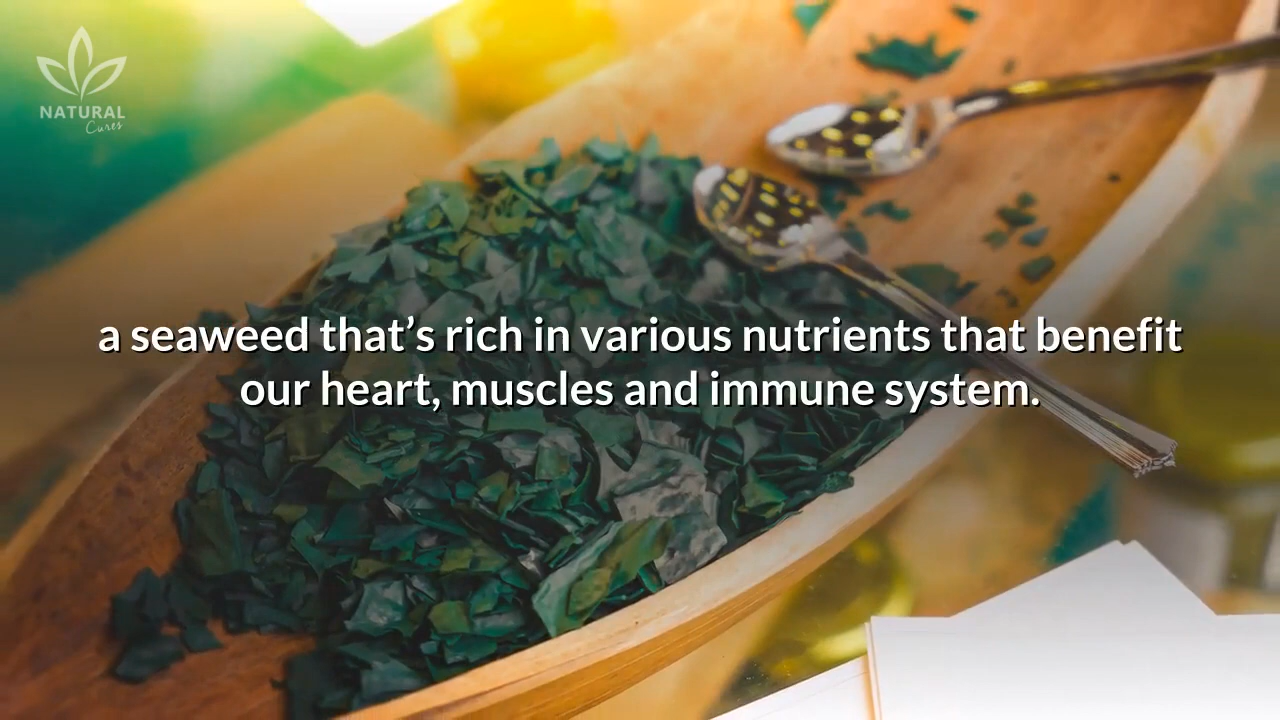 NATURAL
Cures
a seaweed that’s rich in various nutrients that benefit
our heart, muscles and immune system.